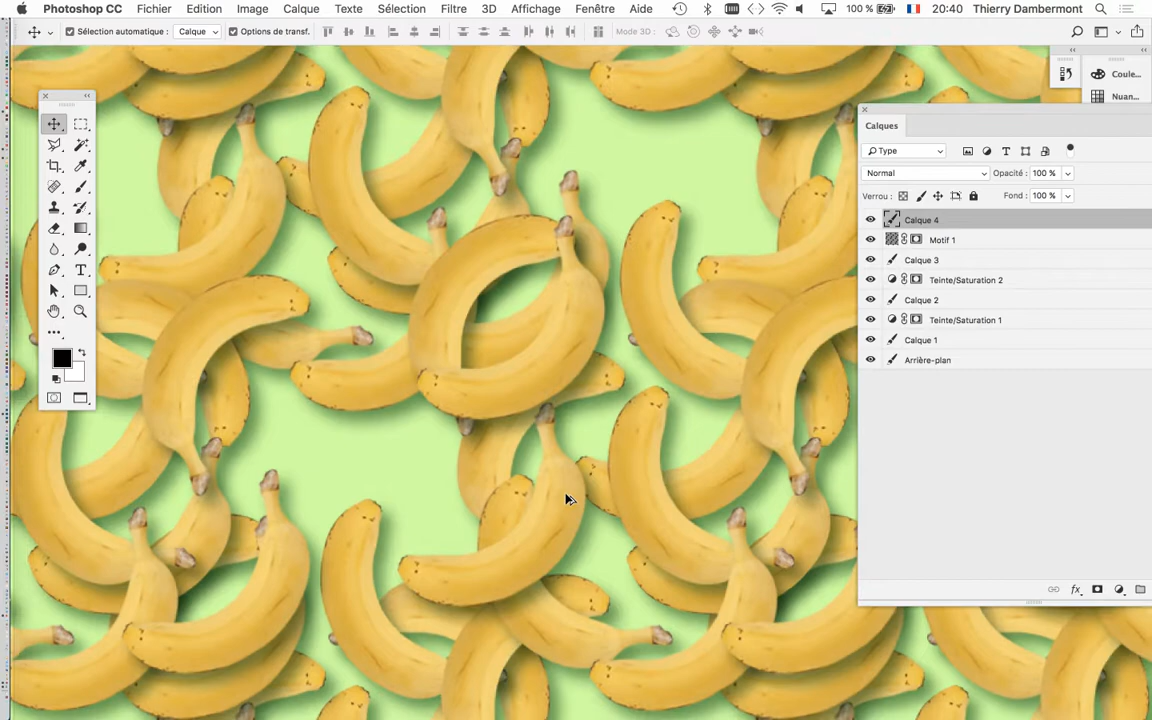 Photoshop CC Fichier Edition Image Calque Texte Sélection Filtre 3D Affichage Fenêtre Aide 100 % 20:40 Thierry Dambermont
Sélection automatique : Calque Options de transf. Mode 3D :
Coule...
Nuan...
Calques
Type
Normal Opacité : 100 %
Verrou : Fond : 100 %
Calque 4
Motif 1
Calque 3
Teinte/Saturation 2
Calque 2
Teinte/Saturation 1
Calque 1
Arrière-plan
fx